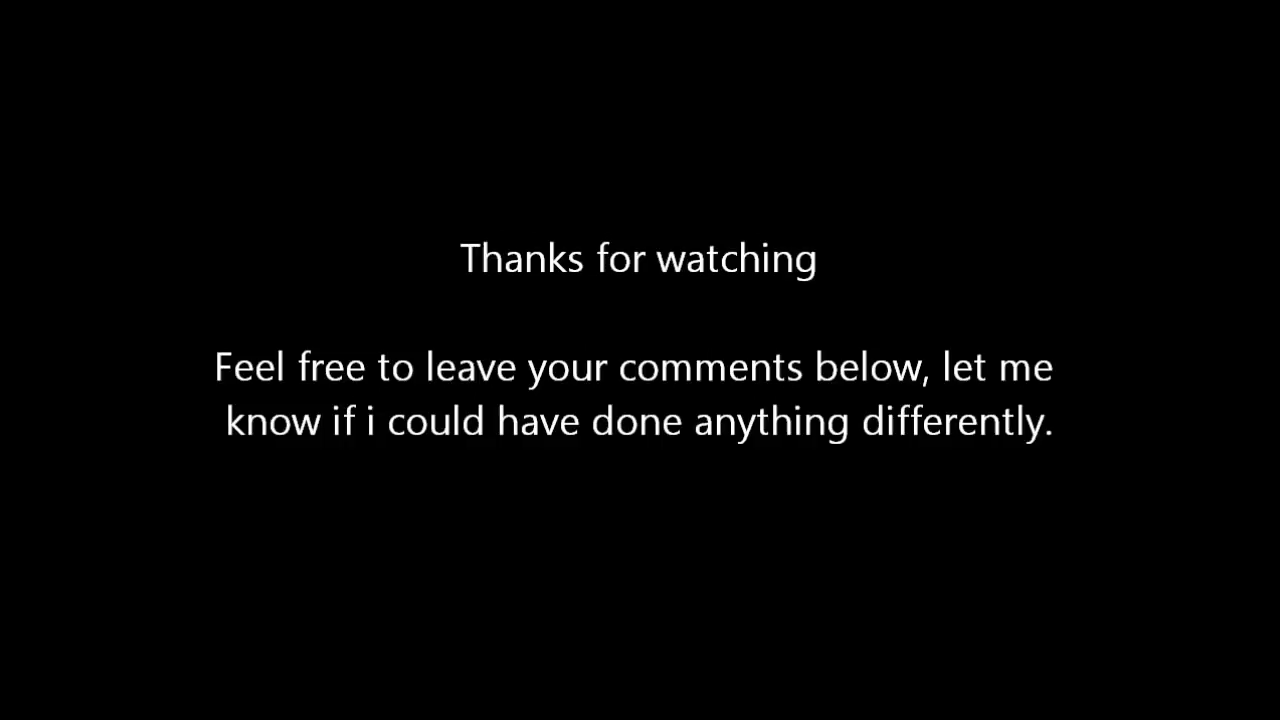 Thanks for watching
Feel free to leave your comments below, let me
know if i could have done anything differently.